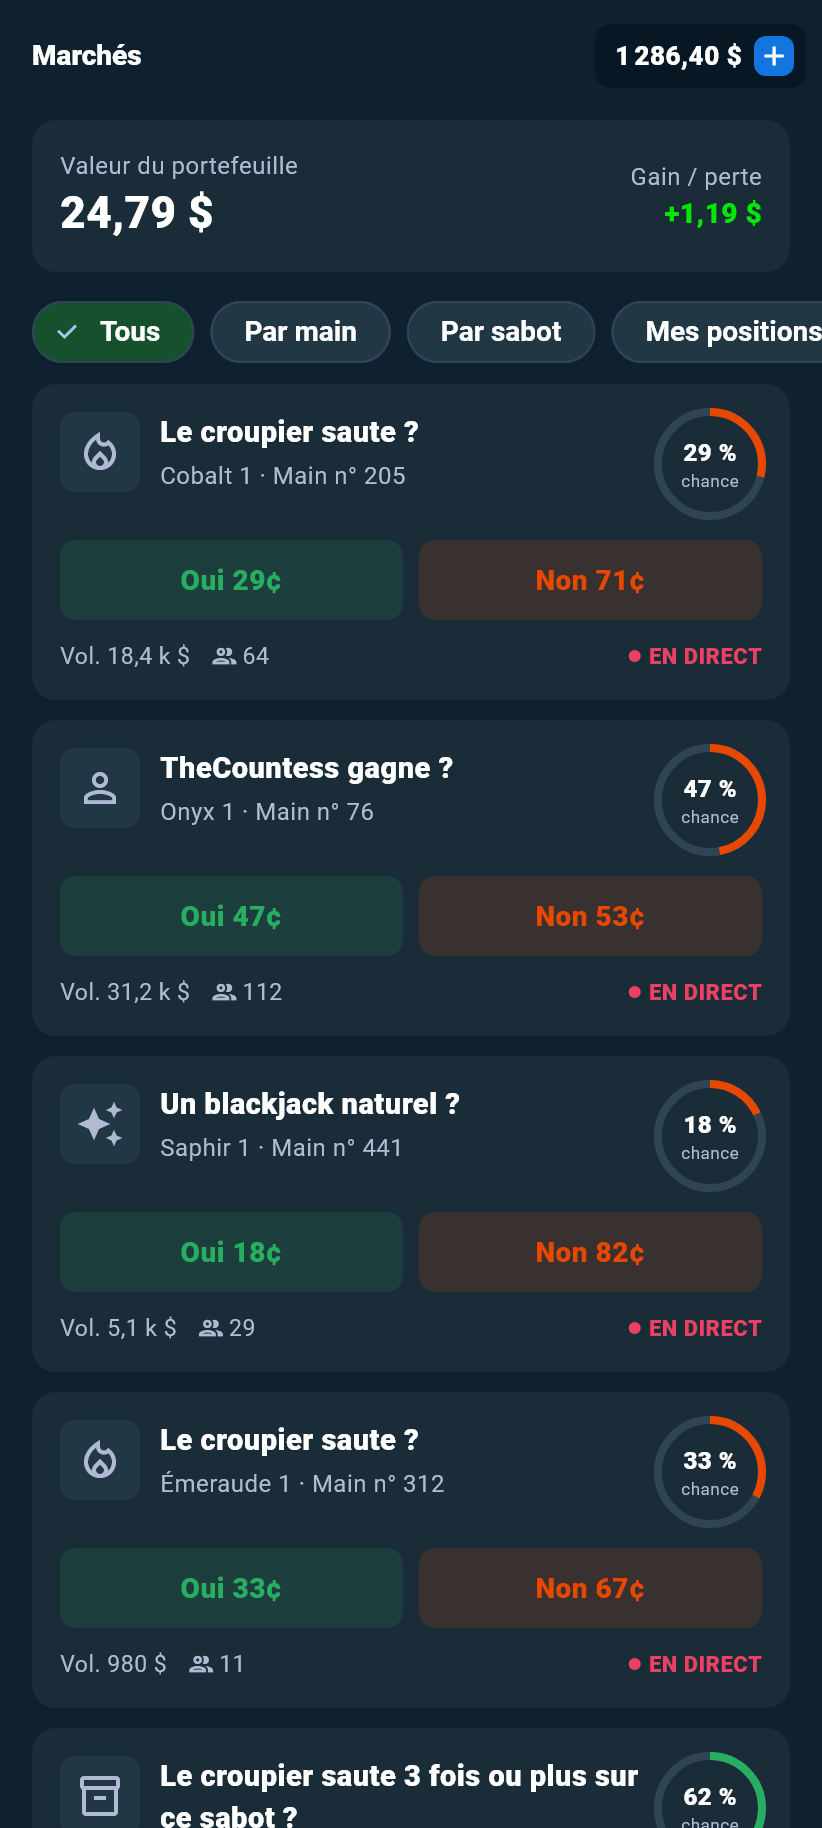 Marchés
1 286,40 $
Valeur du portefeuille
24,79 $
Gain / perte
+1,19 $
Tous
Par main
Par sabot
Mes positions
Le croupier saute ?
Cobalt 1 · Main n° 205
29 %
chance
Oui 29¢
Non 71¢
Vol. 18,4 k $
64
EN DIRECT
TheCountess gagne ?
Onyx 1 · Main n° 76
47 %
chance
Oui 47¢
Non 53¢
Vol. 31,2 k $
112
EN DIRECT
Un blackjack naturel ?
Saphir 1 · Main n° 441
18 %
chance
Oui 18¢
Non 82¢
Vol. 5,1 k $
29
EN DIRECT
Le croupier saute ?
Émeraude 1 · Main n° 312
33 %
chance
Oui 33¢
Non 67¢
Vol. 980 $
11
EN DIRECT
Le croupier saute 3 fois ou plus sur
ce sabot ?
62 %
chance